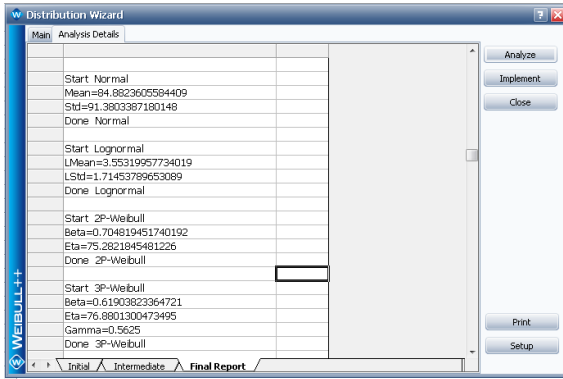 Distribution Wizard
Main Analysis Details
Start Normal
Mean=84.8823605584409
Std=91.3803387180148
Done Normal
Start Lognormal
LMean=3.55319957734019
LStd=1.71453789653089
Done Lognormal
Start 2P-Weibull
Beta=0.704819451740192
Eta=75.2821845481226
Done 2P-Weibull
Start 3P-Weibull
Beta=0.61903823364721
Eta=76.8801300473495
Gamma=0.5625
Done 3P-Weibull
Initial Intermediate Final Report
Analyze
Implement
Close
Print
Setup
WEIBULL++